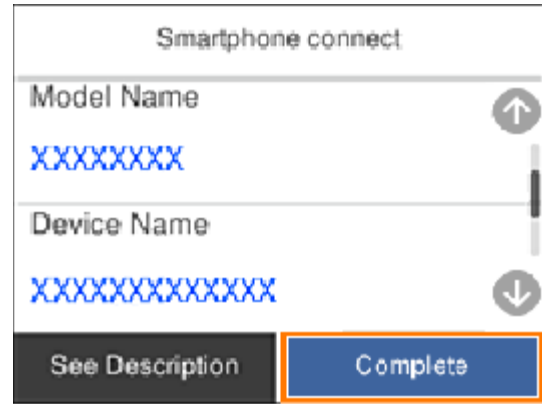 Smartphone connect
Model Name
XXXXXXXX
Device Name
XXXXXXXXXXXXX
See Description
Complete